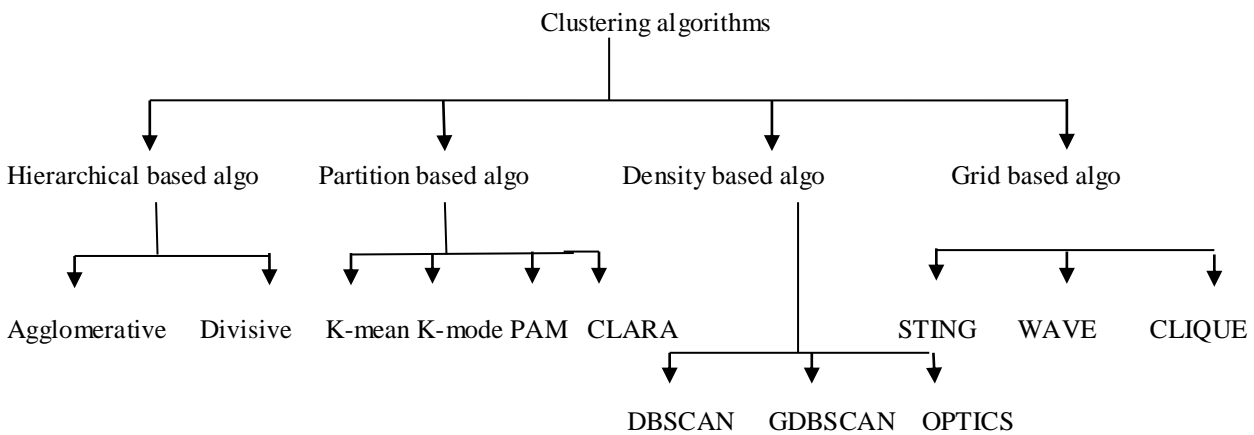 Clustering algorithms
Hierarchical based algo
Partition based algo
Density based algo
Grid based algo
Agglomerative
Divisive
K-mean K-mode PAM CLARA
STING
WAVE
CLIQUE
DBSCAN
GDBSCAN
OPTICS